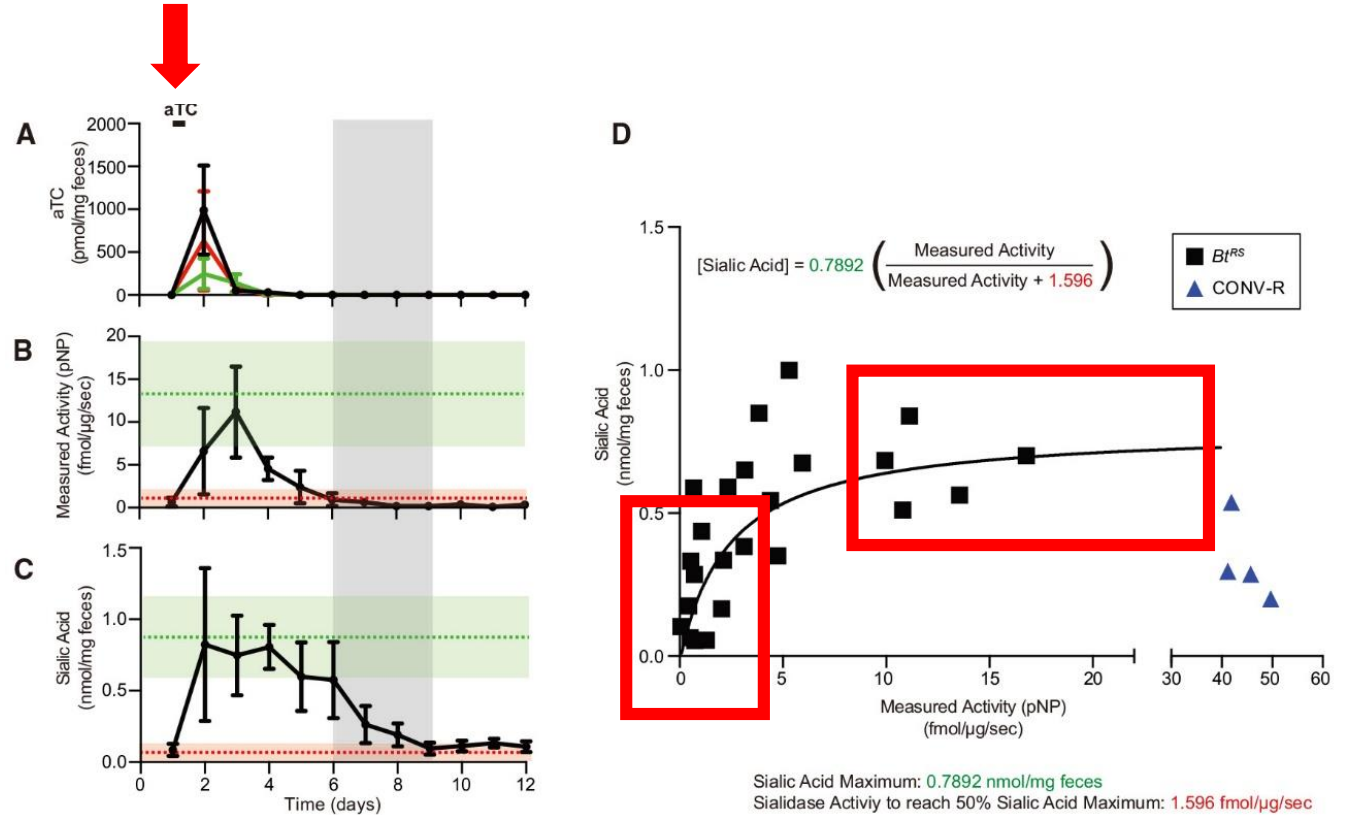 aTC
A
2000
1500
1000
500
0
aTC
(pmol/mg feces)
B
20
15
10
5
0
Measured Activity (pNP)
(fmol/µg/sec)
C
1.5
1.0
0.5
0.0
Sialic Acid
(nmol/mg feces)
0 2 4 6 8 10 12
Time (days)
D
1.5
1.0
0.5
0.0
Sialic Acid
(nmol/mg feces)
[Sialic Acid] = 0.7892 ( Measured Activity
Measured Activity + 1.596 )
BtRS
CONV-R
0 5 10 15 20 30 40 50 60
Measured Activity (pNP)
(fmol/µg/sec)
Sialic Acid Maximum: 0.7892 nmol/mg feces
Sialidase Activiy to reach 50% Sialic Acid Maximum: 1.596 fmol/µg/sec